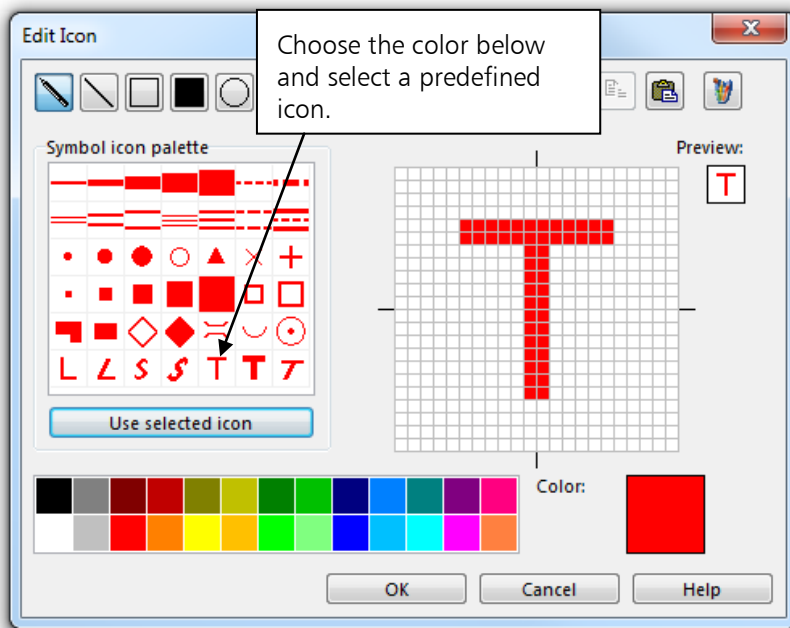 Edit Icon
Choose the color below
and select a predefined
icon.
Symbol icon palette
Preview:
T
L L S S T T T
Use selected icon
T
Color:
OK
Cancel
Help